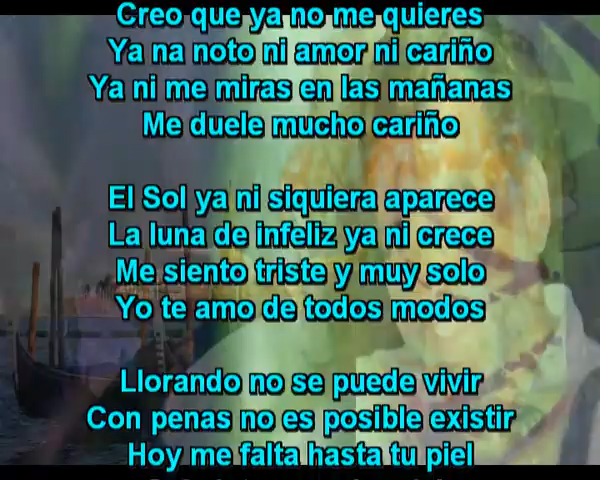 Creo que ya no me quieres
Ya na noto ni amor ni cariño
Ya ni me miras en las mañanas
Me duele mucho cariño
El Sol ya ni siquiera aparece
La luna de infeliz ya ni crece
Me siento triste y muy solo
Yo te amo de todos modos
Llorando no se puede vivir
Con penas no es posible existir
Hoy me falta hasta tu piel